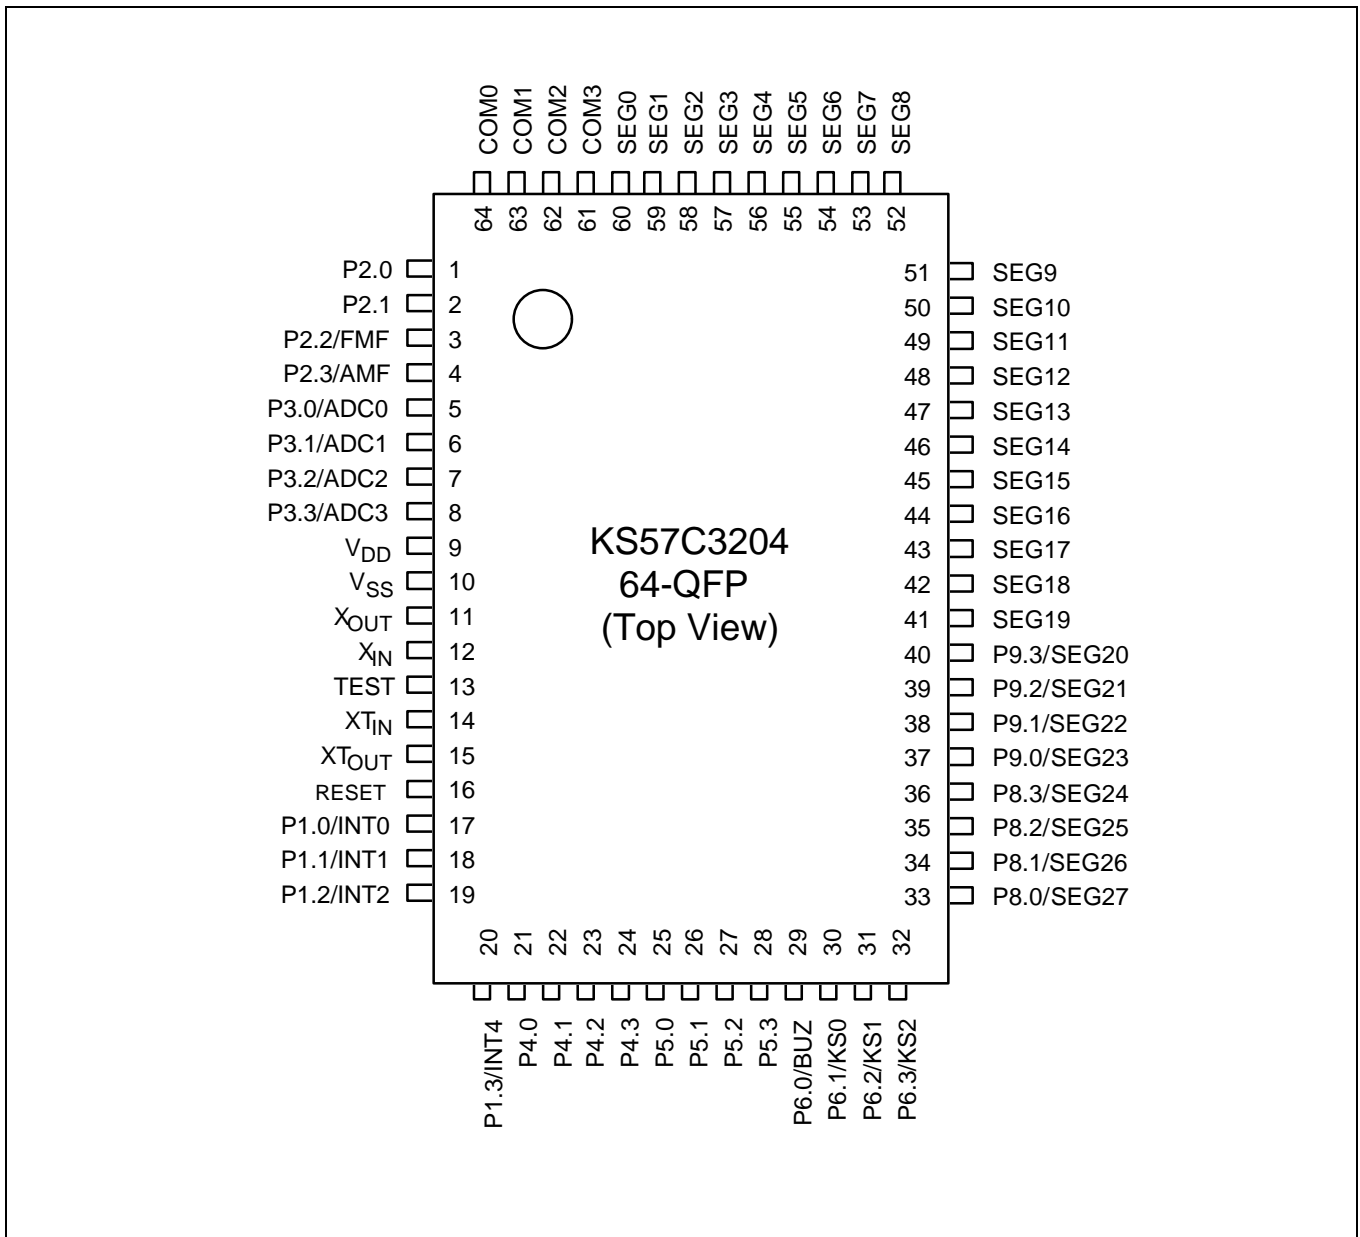 COM0
COM1
COM2
COM3
SEG0
SEG1
SEG2
SEG3
SEG4
SEG5
SEG6
SEG7
SEG8
64
63
62
61
60
59
58
57
56
55
54
53
52
P2.0 1
P2.1 2
P2.2/FMF 3
P2.3/AMF 4
P3.0/ADC0 5
P3.1/ADC1 6
P3.2/ADC2 7
P3.3/ADC3 8
VDD 9
VSS 10
XOUT 11
XIN 12
TEST 13
XTIN 14
XTOUT 15
RESET 16
P1.0/INT0 17
P1.1/INT1 18
P1.2/INT2 19
KS57C3204
64-QFP
(Top View)
51 SEG9
50 SEG10
49 SEG11
48 SEG12
47 SEG13
46 SEG14
45 SEG15
44 SEG16
43 SEG17
42 SEG18
41 SEG19
40 P9.3/SEG20
39 P9.2/SEG21
38 P9.1/SEG22
37 P9.0/SEG23
36 P8.3/SEG24
35 P8.2/SEG25
34 P8.1/SEG26
33 P8.0/SEG27
20
21
22
23
24
25
26
27
28
29
30
31
32
P1.3/INT4
P4.0
P4.1
P4.2
P4.3
P5.0
P5.1
P5.2
P5.3
P6.0/BUZ
P6.1/KS0
P6.2/KS1
P6.3/KS2